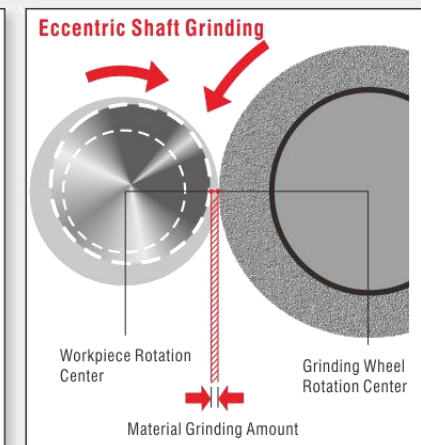 Eccentric Shaft Grinding
Workpiece Rotation
Center
Grinding Wheel
Rotation Center
Material Grinding Amount